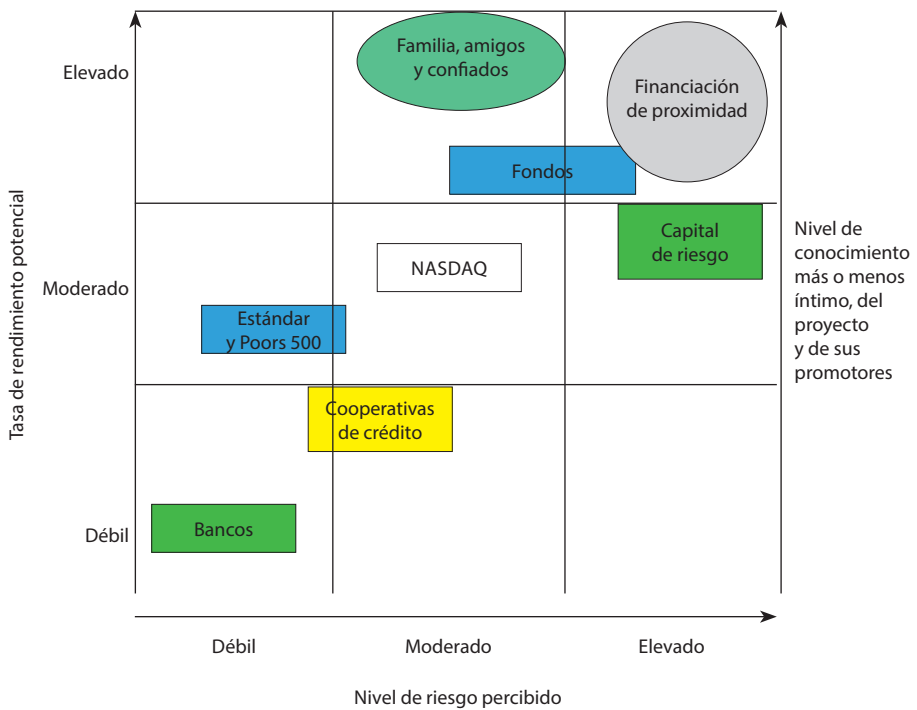 Familia, amigos
y confiados
Elevado
Financiación
de proximidad
Fondos
Tasa de rendimiento potencial
Capital
de riesgo
Nivel de
conocimiento
más o menos
íntimo, del
proyecto
y de sus
promotores
NASDAQ
Moderado
Estándar
y Poors 500
Cooperativas
de crédito
Bancos
Débil
Débil
Moderado
Elevado
Nivel de riesgo percibido